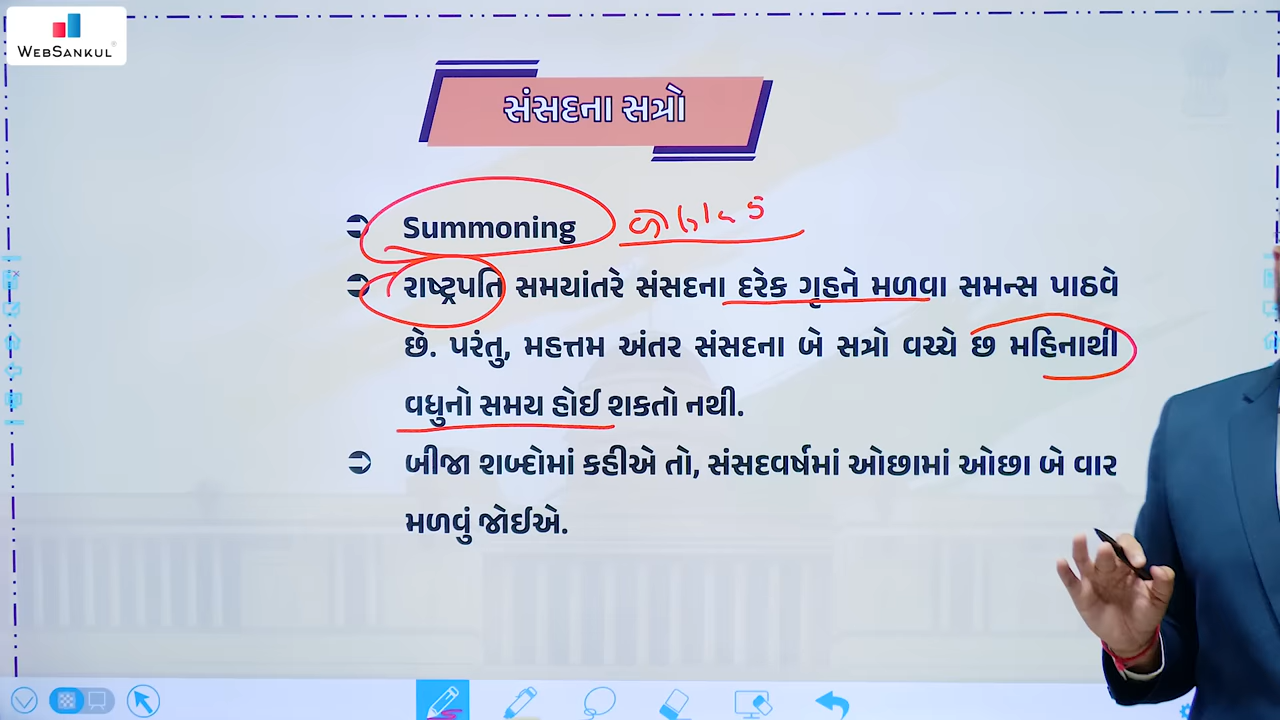 WEBSANKUL
સંસદના સત્રો
Summoning
રાષ્ટ્રપતિ સમયાંતરે સંસદના દરેક ગૃહને મળવા સમન્સ પાઠવે
છે. પરંતુ, મહત્તમ અંતર સંસદના બે સત્રો વચ્ચે છ મહિનાથી
વધુનો સમય હોઈ શકતો નથી.
બીજા શબ્દોમાં કહીએ તો, સંસદવર્ષમાં ઓછામાં ઓછા બે વાર
મળવું જોઈએ.